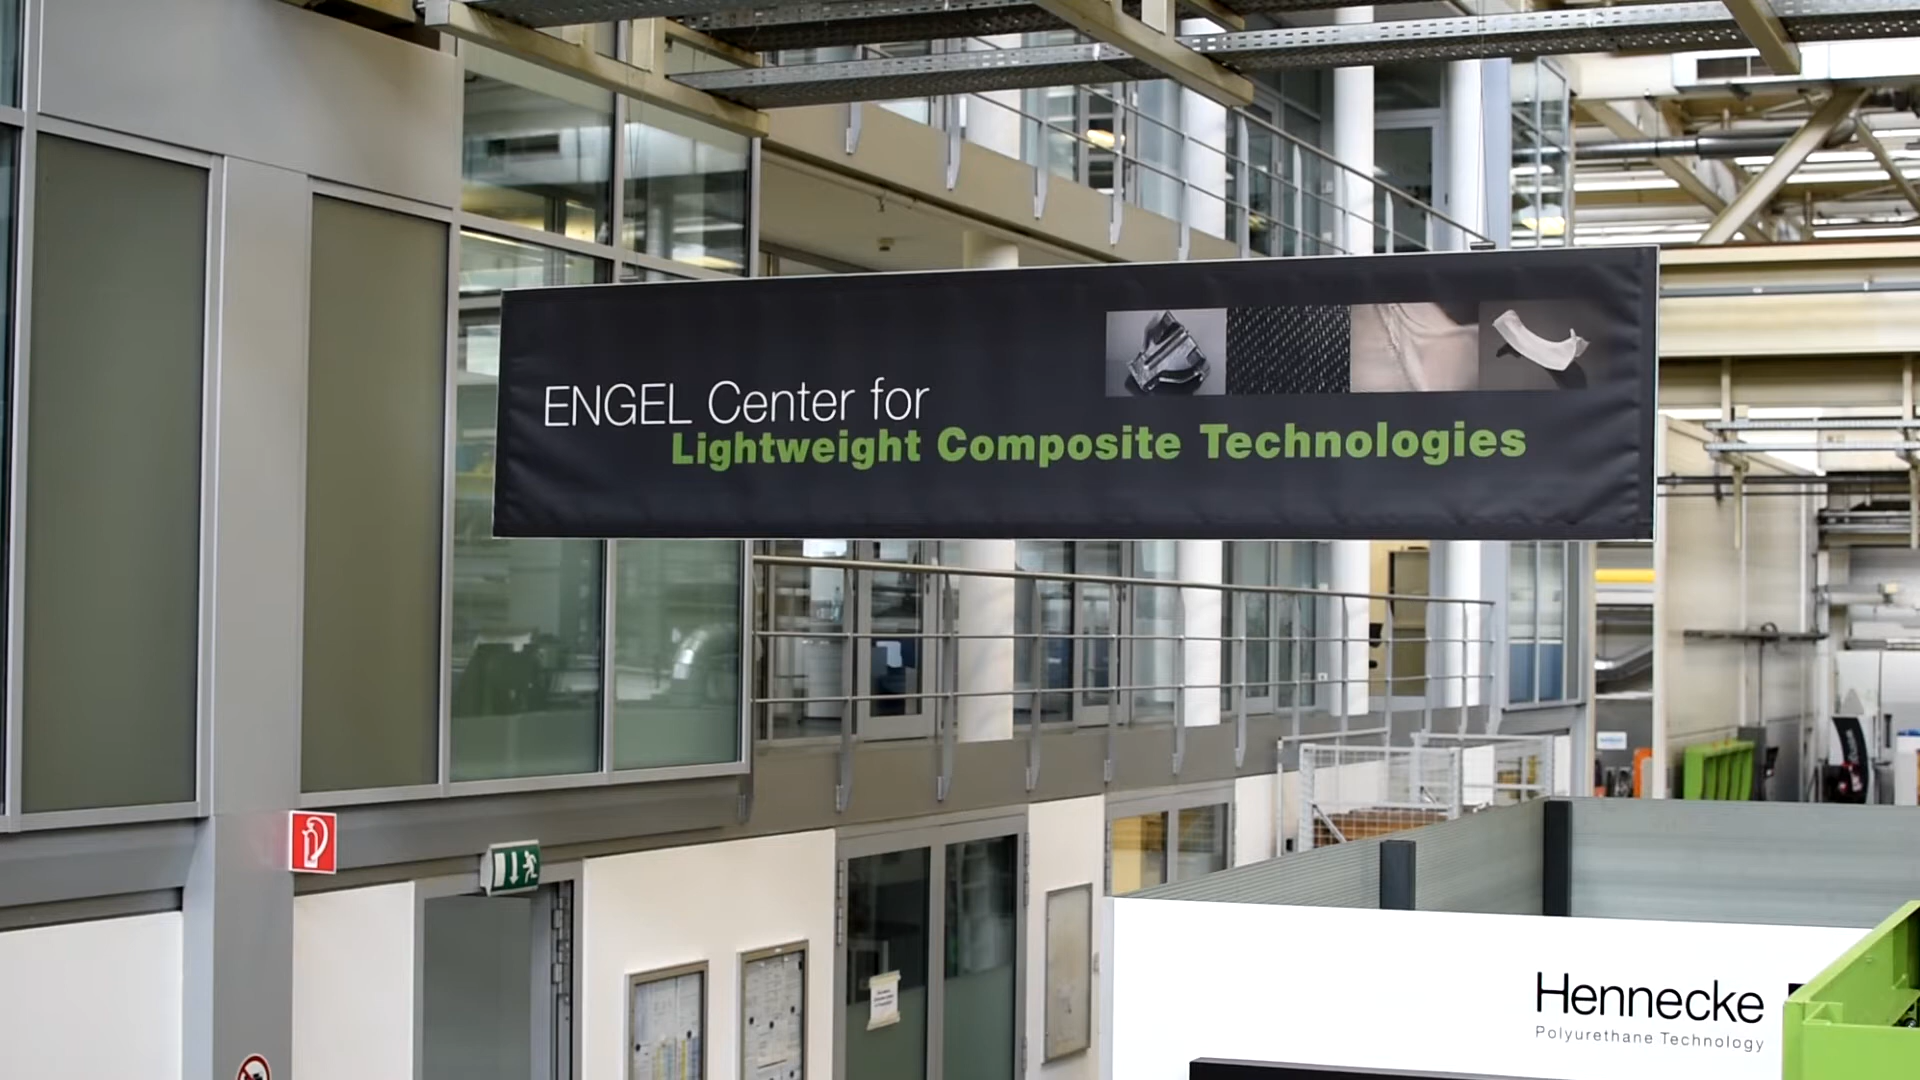 ENGEL Center for
Lightweight Composite Technologies
Hennecke
Polyurethane Technology